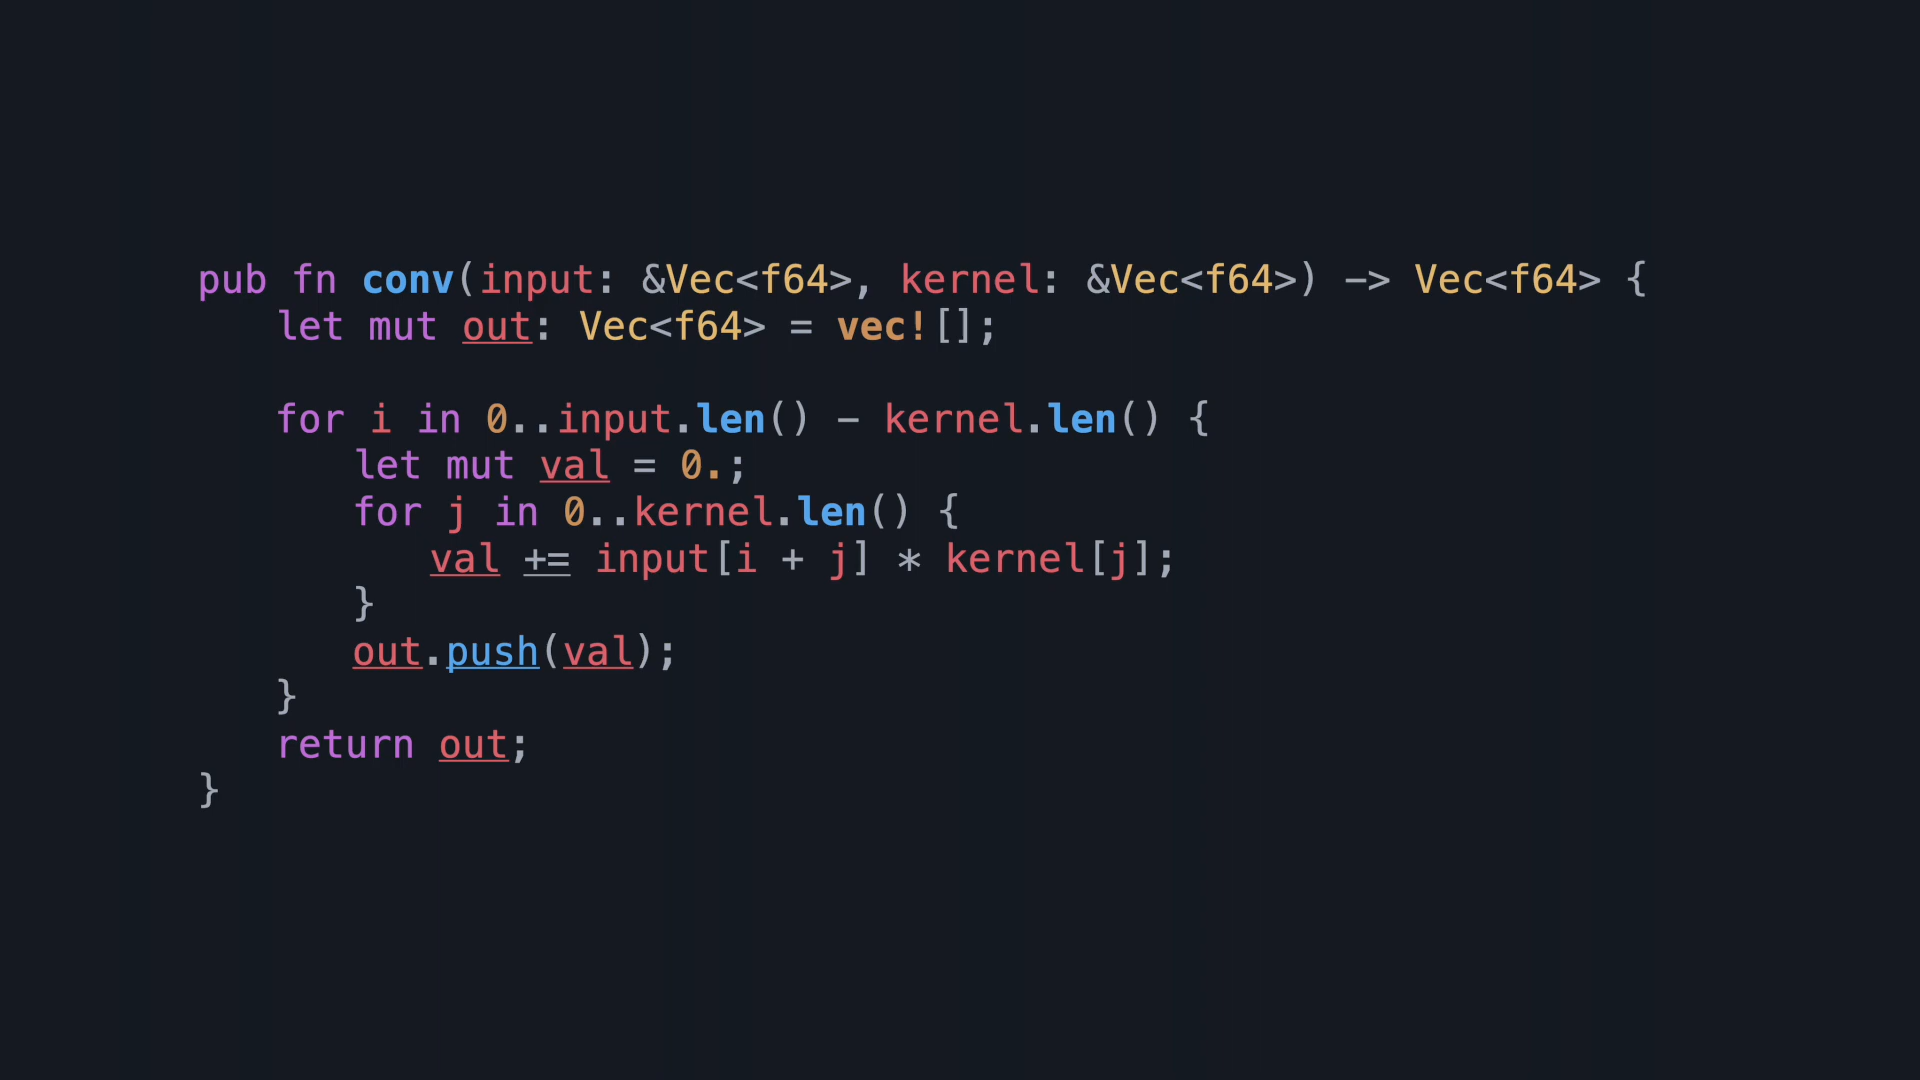 pub fn conv(input: &Vec<f64>, kernel: &Vec<f64>) -> Vec<f64> {
    let mut out: Vec<f64> = vec![];

    for i in 0..input.len() - kernel.len() {
        let mut val = 0.;
        for j in 0..kernel.len() {
            val += input[i + j] * kernel[j];
        }
        out.push(val);
    }
    return out;
}